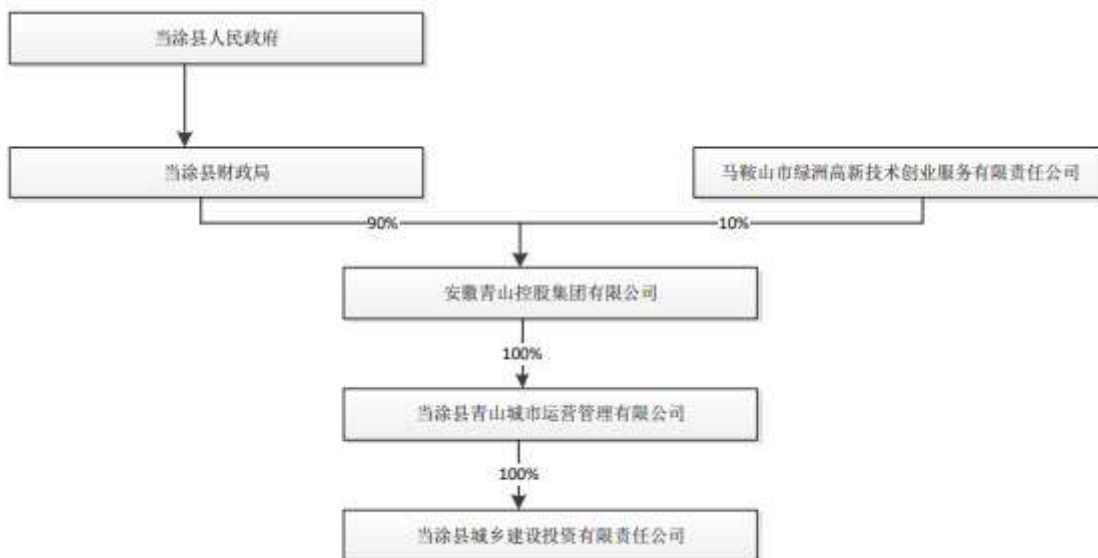 当涂县人民政府
当涂县财政局
马鞍山市绿洲高新技术创业服务有限责任公司
90%
10%
安徽青山控股集团有限公司
100%
当涂县青山城市运营管理有限公司
100%
当涂县城乡建设投资有限责任公司